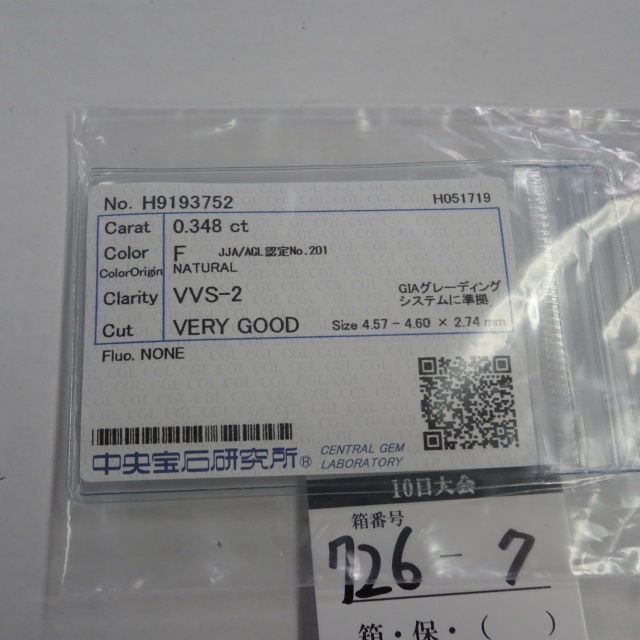 No. H9193752 H051719
Carat 0.348 ct
Color F JJA/AGL認定No.201
ColorOrigin NATURAL
Clarity VVS-2 GIAグレーディング
システムに準拠
Cut VERY GOOD Size 4.57 - 4.60 × 2.74 mm
Fluo. NONE
中央宝石研究所® CENTRAL GEM
LABORATORY
10日大会
箱番号
726-7
箱・保・( )